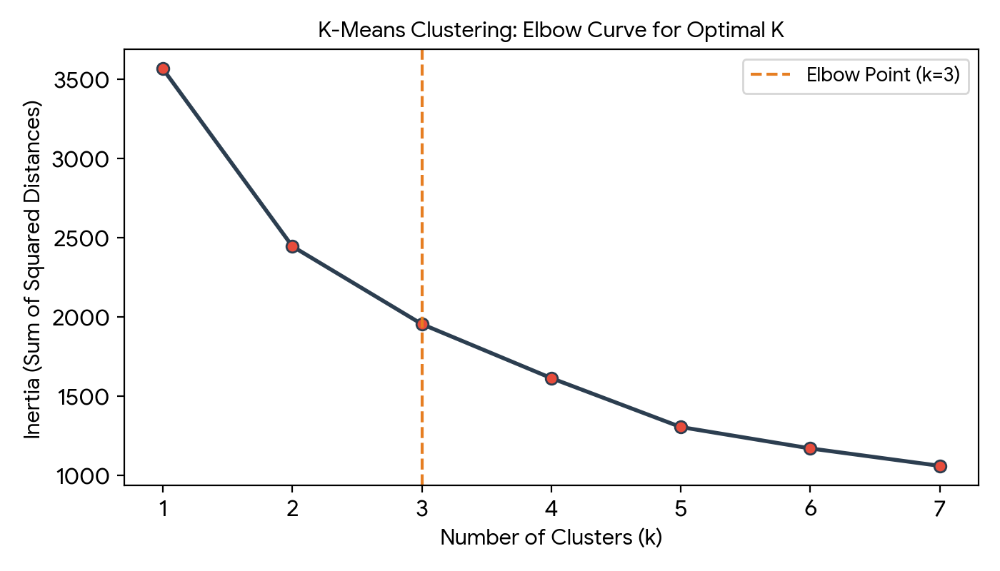 K-Means Clustering: Elbow Curve for Optimal K
Elbow Point (k=3)
Inertia (Sum of Squared Distances)
3500
3000
2500
2000
1500
1000
1 2 3 4 5 6 7
Number of Clusters (k)